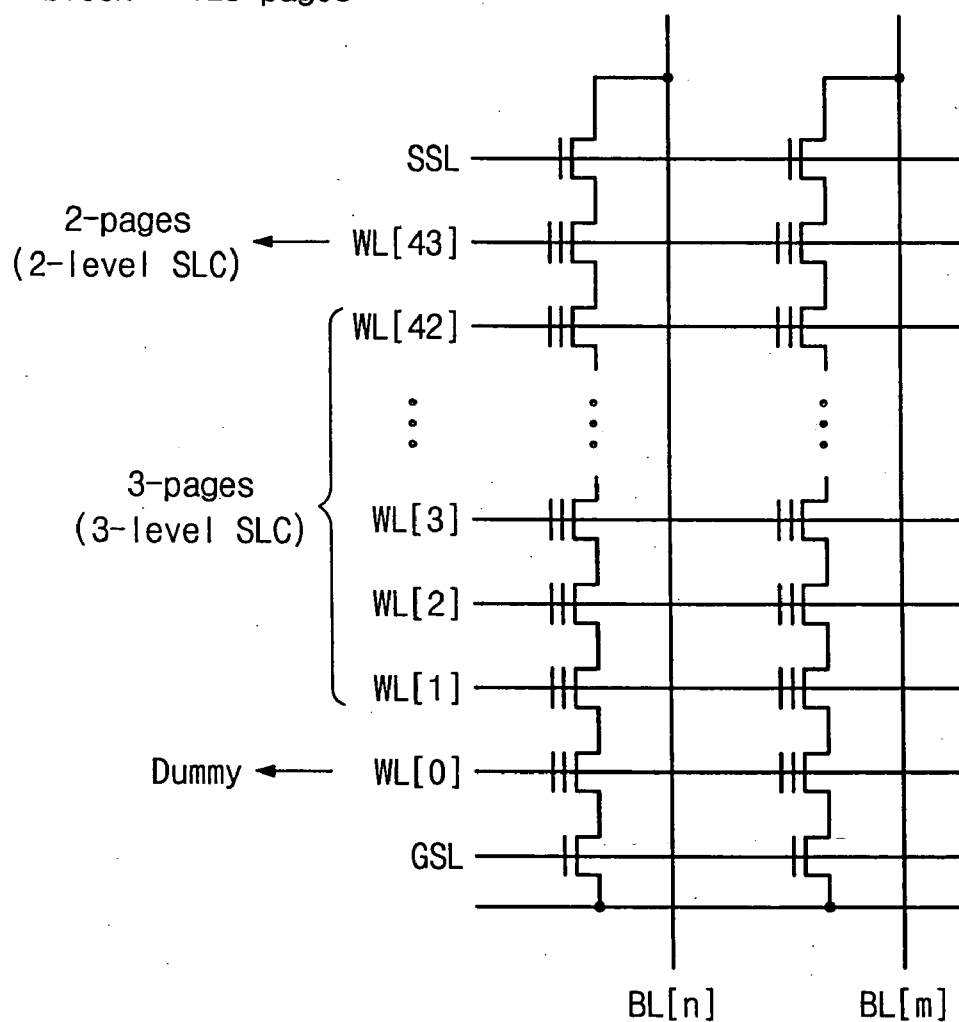 block pages
SSL
2-pages
(2-level SLC)
WL[43]
WL[42]
3-pages
(3-level SLC)
WL[3]
WL[2]
WL[1]
Dummy
WL[0]
GSL
BL[n]
BL[m]